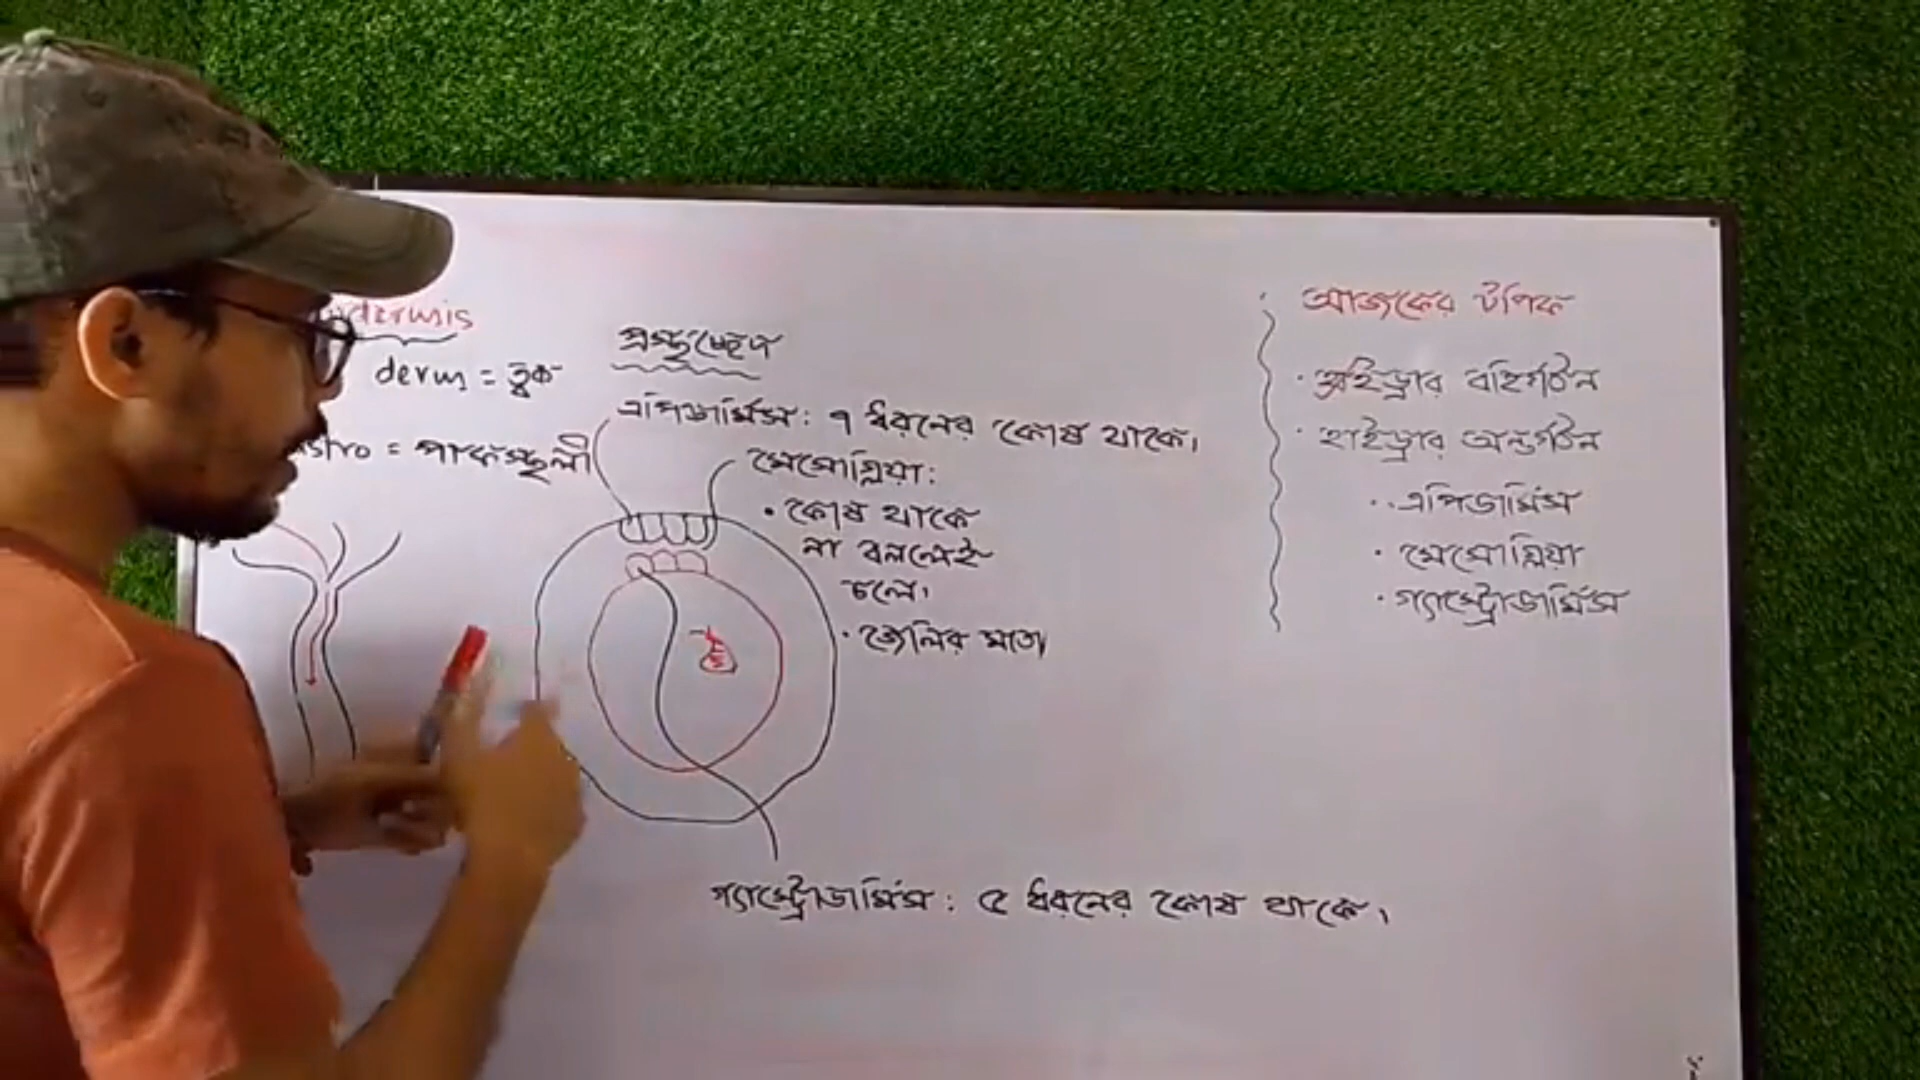 dermis
derm = ত্বক
stro = পাকস্থলী
প্রস্থচ্ছেদ
এপিডার্মিস: ৭ ধরনের কোষ থাকে।
মেসোগ্লিয়া:
• কোষ থাকে
না বললেই
চলে।
• জেলির মতো
গ্যাস্ট্রোডার্মিস: ৫ ধরনের কোষ থাকে।
আজকের টপিক
• হাইড্রার বহির্গঠন
• হাইড্রার অন্তর্গঠন
• এপিডার্মিস
• মেসোগ্লিয়া
• গ্যাস্ট্রোডার্মিস